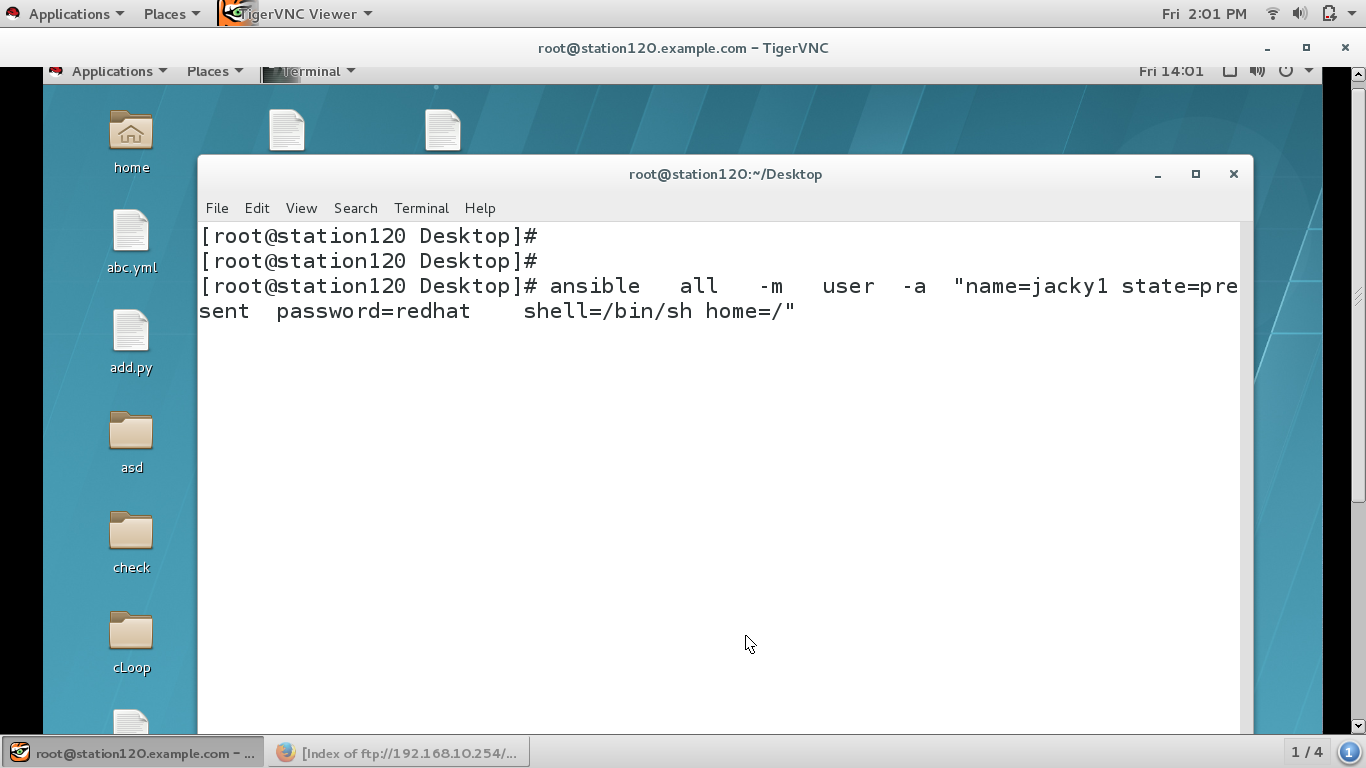 Applications Places TigerVNC Viewer Fri 2:01 PM
root@station120.example.com - TigerVNC
Applications Places Terminal Fri 14:01
home
abc.yml
add.py
asd
check
cLoop
root@station120:~/Desktop
File Edit View Search Terminal Help
[root@station120 Desktop]#
[root@station120 Desktop]#
[root@station120 Desktop]# ansible   all   -m   user  -a  "name=jacky1 state=pre
sent  password=redhat    shell=/bin/sh home=/"
root@station120.example.com - ... [Index of ftp://192.168.10.254/... 1 / 4 1